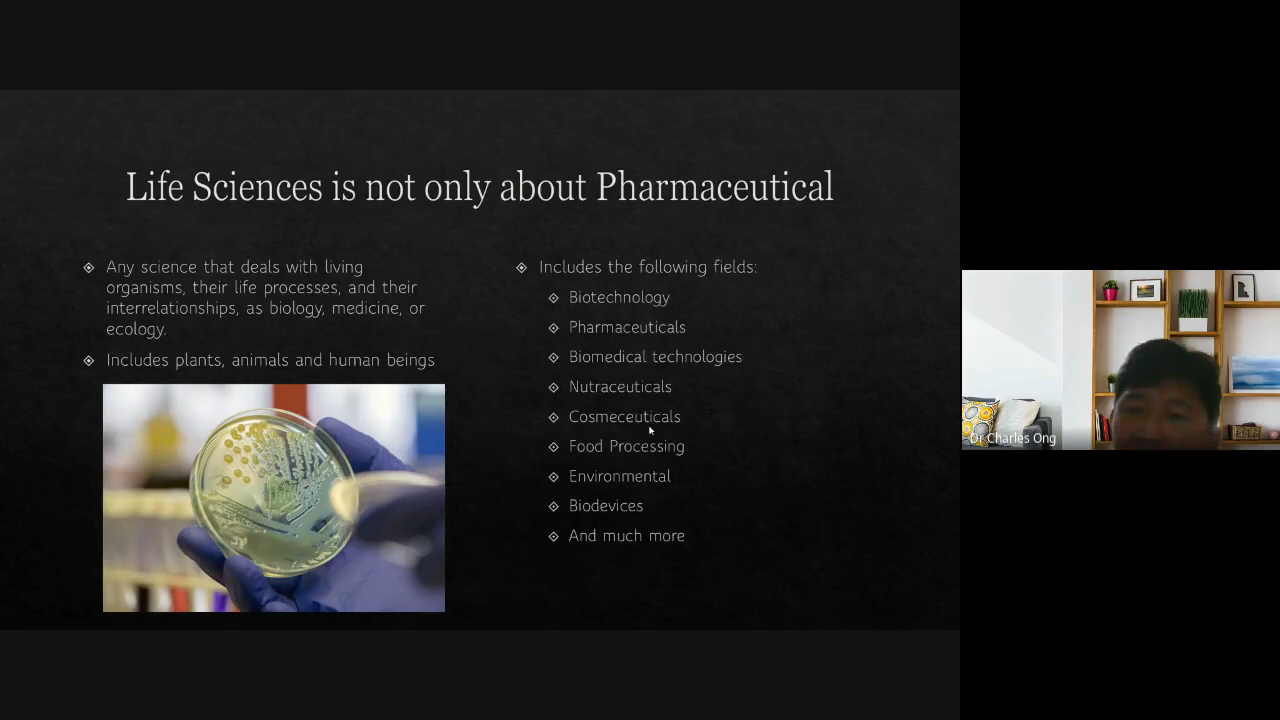 Life Sciences is not only about Pharmaceutical
Any science that deals with living
organisms, their life processes, and their
interrelationships, as biology, medicine, or
ecology.
Includes plants, animals and human beings
Includes the following fields:
Biotechnology
Pharmaceuticals
Biomedical technologies
Nutraceuticals
Cosmeceuticals
Food Processing
Environmental
Biodevices
And much more
Dr Charles Ong